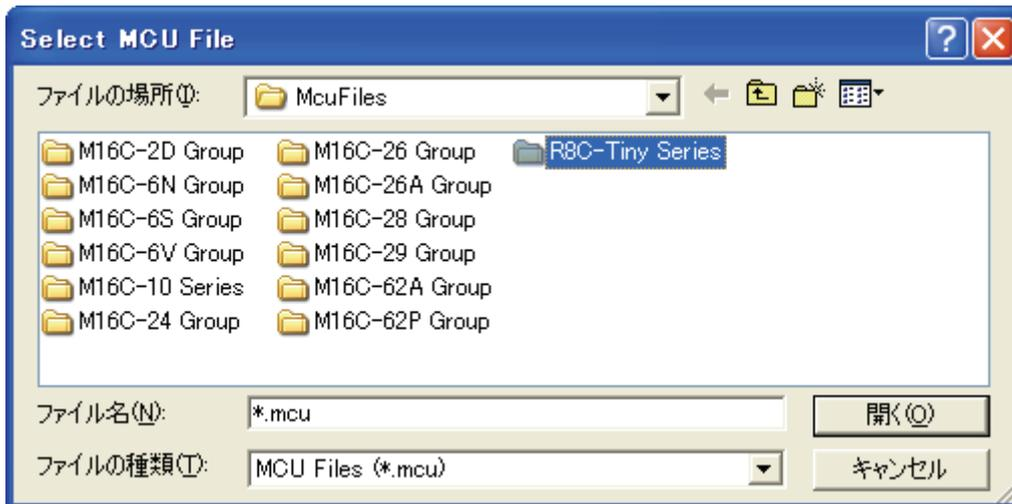 Select MCU File
ファイルの場所(I): McuFiles
M16C-2D Group M16C-26 Group R8C-Tiny Series
M16C-6N Group M16C-26A Group
M16C-6S Group M16C-28 Group
M16C-6V Group M16C-29 Group
M16C-10 Series M16C-62A Group
M16C-24 Group M16C-62P Group
ファイル名(N): *.mcu 開く(O)
ファイルの種類(T): MCU Files (*.mcu) キャンセル